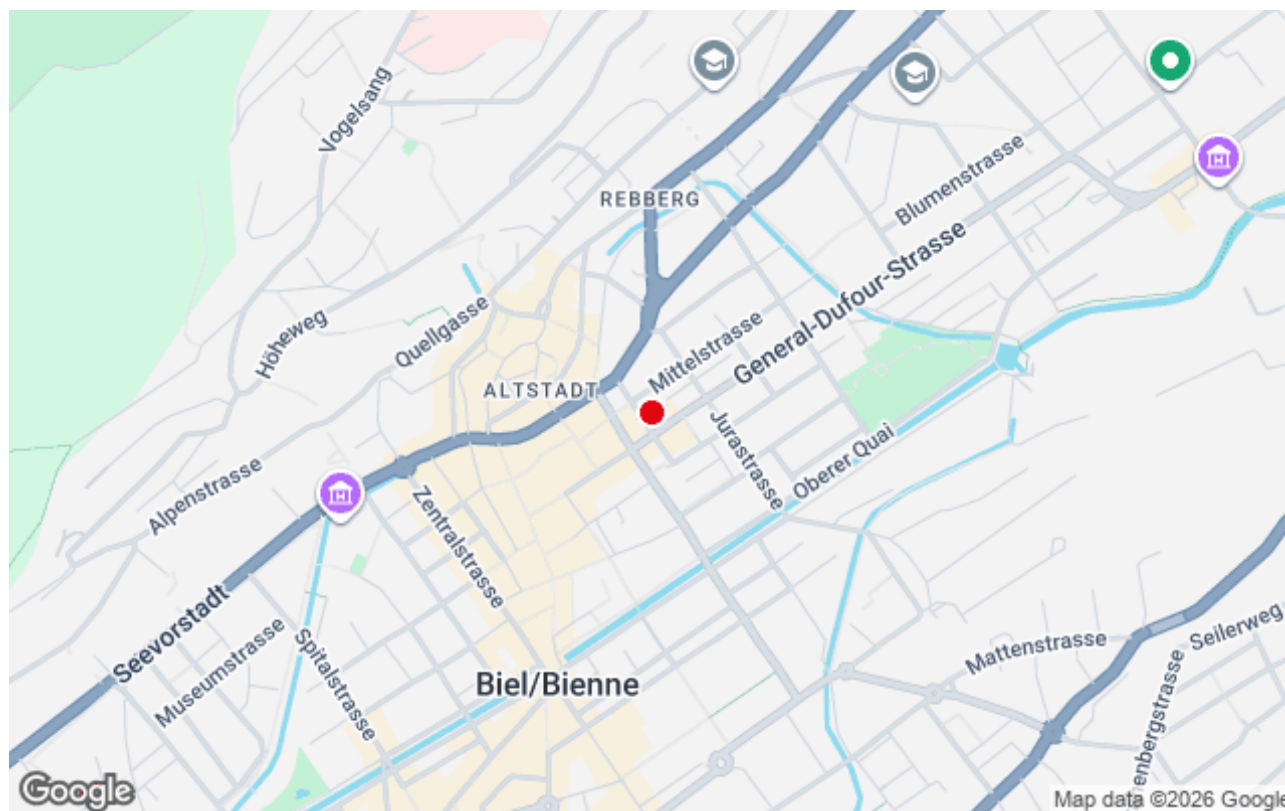 Vogelsang
REBBERG
Blumenstrasse
Höheweg
Quellgasse
Mittelstrasse
General-Dufour-Strasse
ALTSTADT
Jurastrasse
Oberer Quai
Alpenstrasse
Zentralstrasse
Seevorstadt
Museumstrasse
Spitalstrasse
Biel/Bienne
Mattenstrasse
Seilerweg
enbergstrasse
Google
Map data ©2026 Google